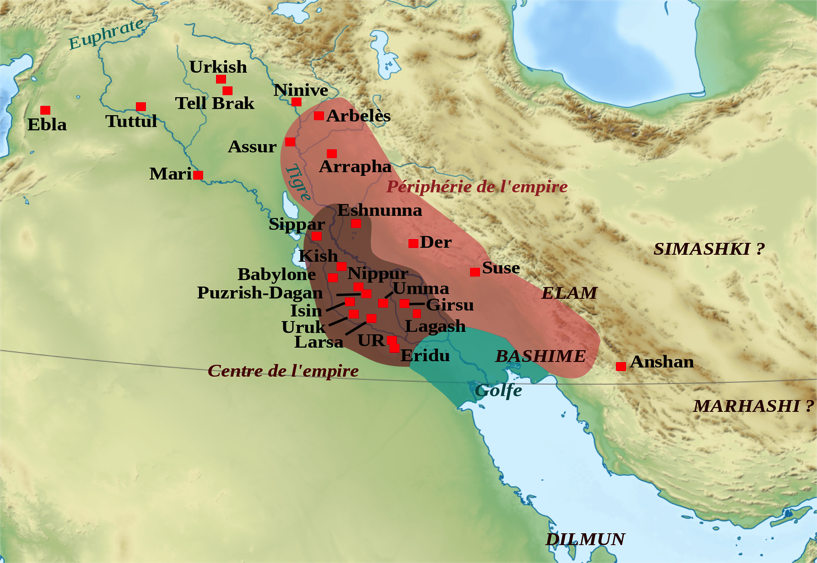 Euphrate
Urkish
Tell Brak
Ninive
Ebla
Tuttul
Arbelès
Assur
Arrapha
Mari
Tigre
Périphérie de l'empire
Eshnunna
Sippar
Der
SIMASHKI ?
Kish
Suse
Babylone
Nippur
Puzrish-Dagan
Umma
ELAM
Isin
Girsu
Uruk
Lagash
Larsa
UR
Eridu
BASHIME
Anshan
Centre de l'empire
Golfe
MARHASHI ?
DILMUN